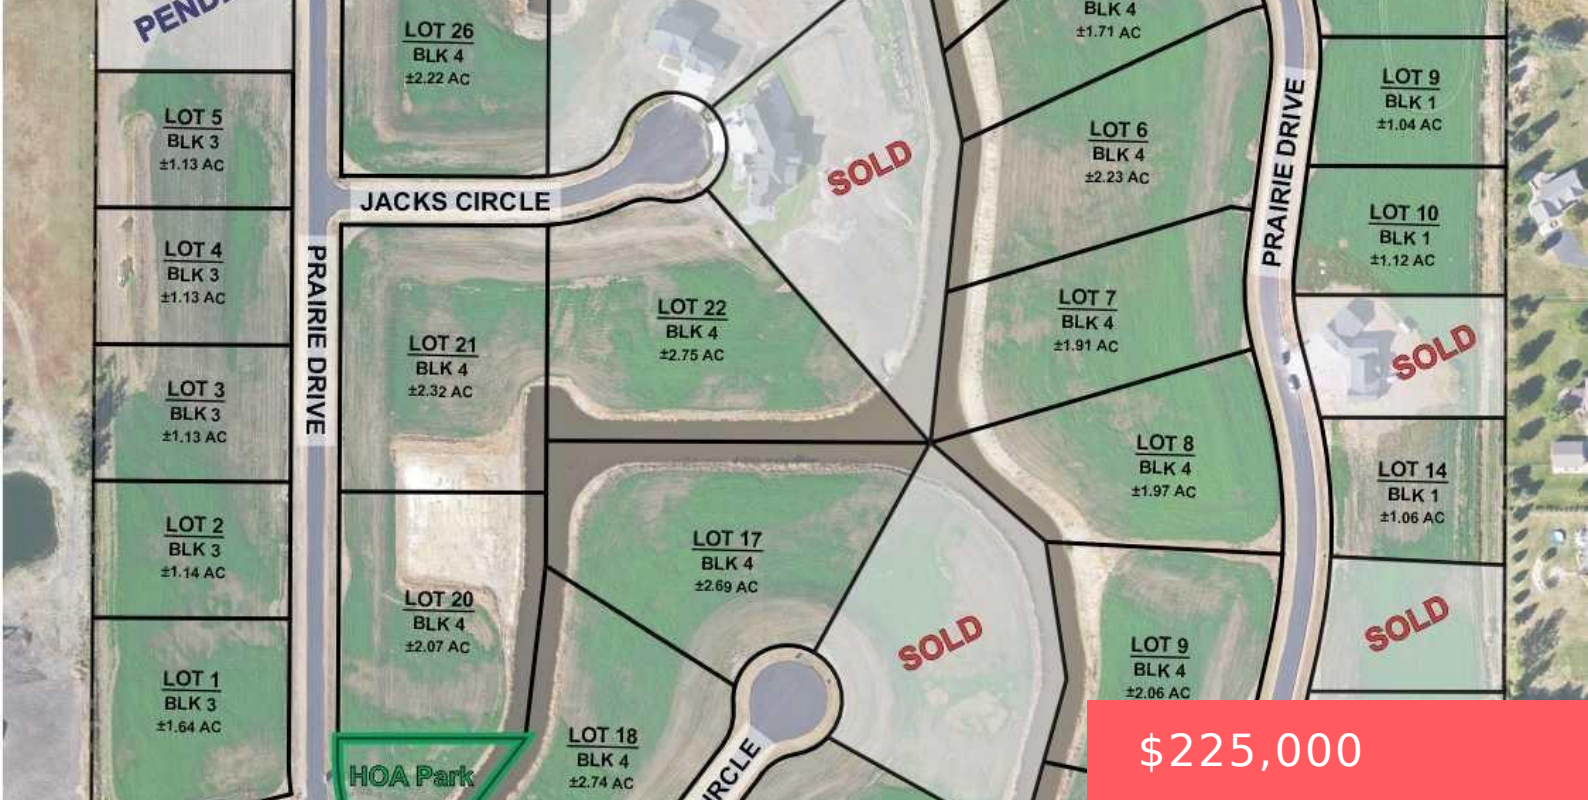 PENDI
LOT 26
BLK 4
±2.22 AC
BLK 4
±1.71 AC
LOT 5
BLK 3
±1.13 AC
LOT 9
BLK 1
±1.04 AC
LOT 6
BLK 4
±2.23 AC
SOLD
PRAIRIE DRIVE
JACKS CIRCLE
LOT 10
BLK 1
±1.12 AC
LOT 4
BLK 3
±1.13 AC
PRAIRIE DRIVE
LOT 22
BLK 4
±2.75 AC
LOT 7
BLK 4
±1.91 AC
LOT 21
BLK 4
±2.32 AC
SOLD
LOT 3
BLK 3
±1.13 AC
LOT 8
BLK 4
±1.97 AC
LOT 14
BLK 1
±1.06 AC
LOT 2
BLK 3
±1.14 AC
LOT 17
BLK 4
±2.69 AC
LOT 20
BLK 4
±2.07 AC
SOLD
SOLD
LOT 9
BLK 4
±2.06 AC
LOT 1
BLK 3
±1.64 AC
LOT 18
BLK 4
±2.74 AC
HOA Park
IRCLE
$225,000